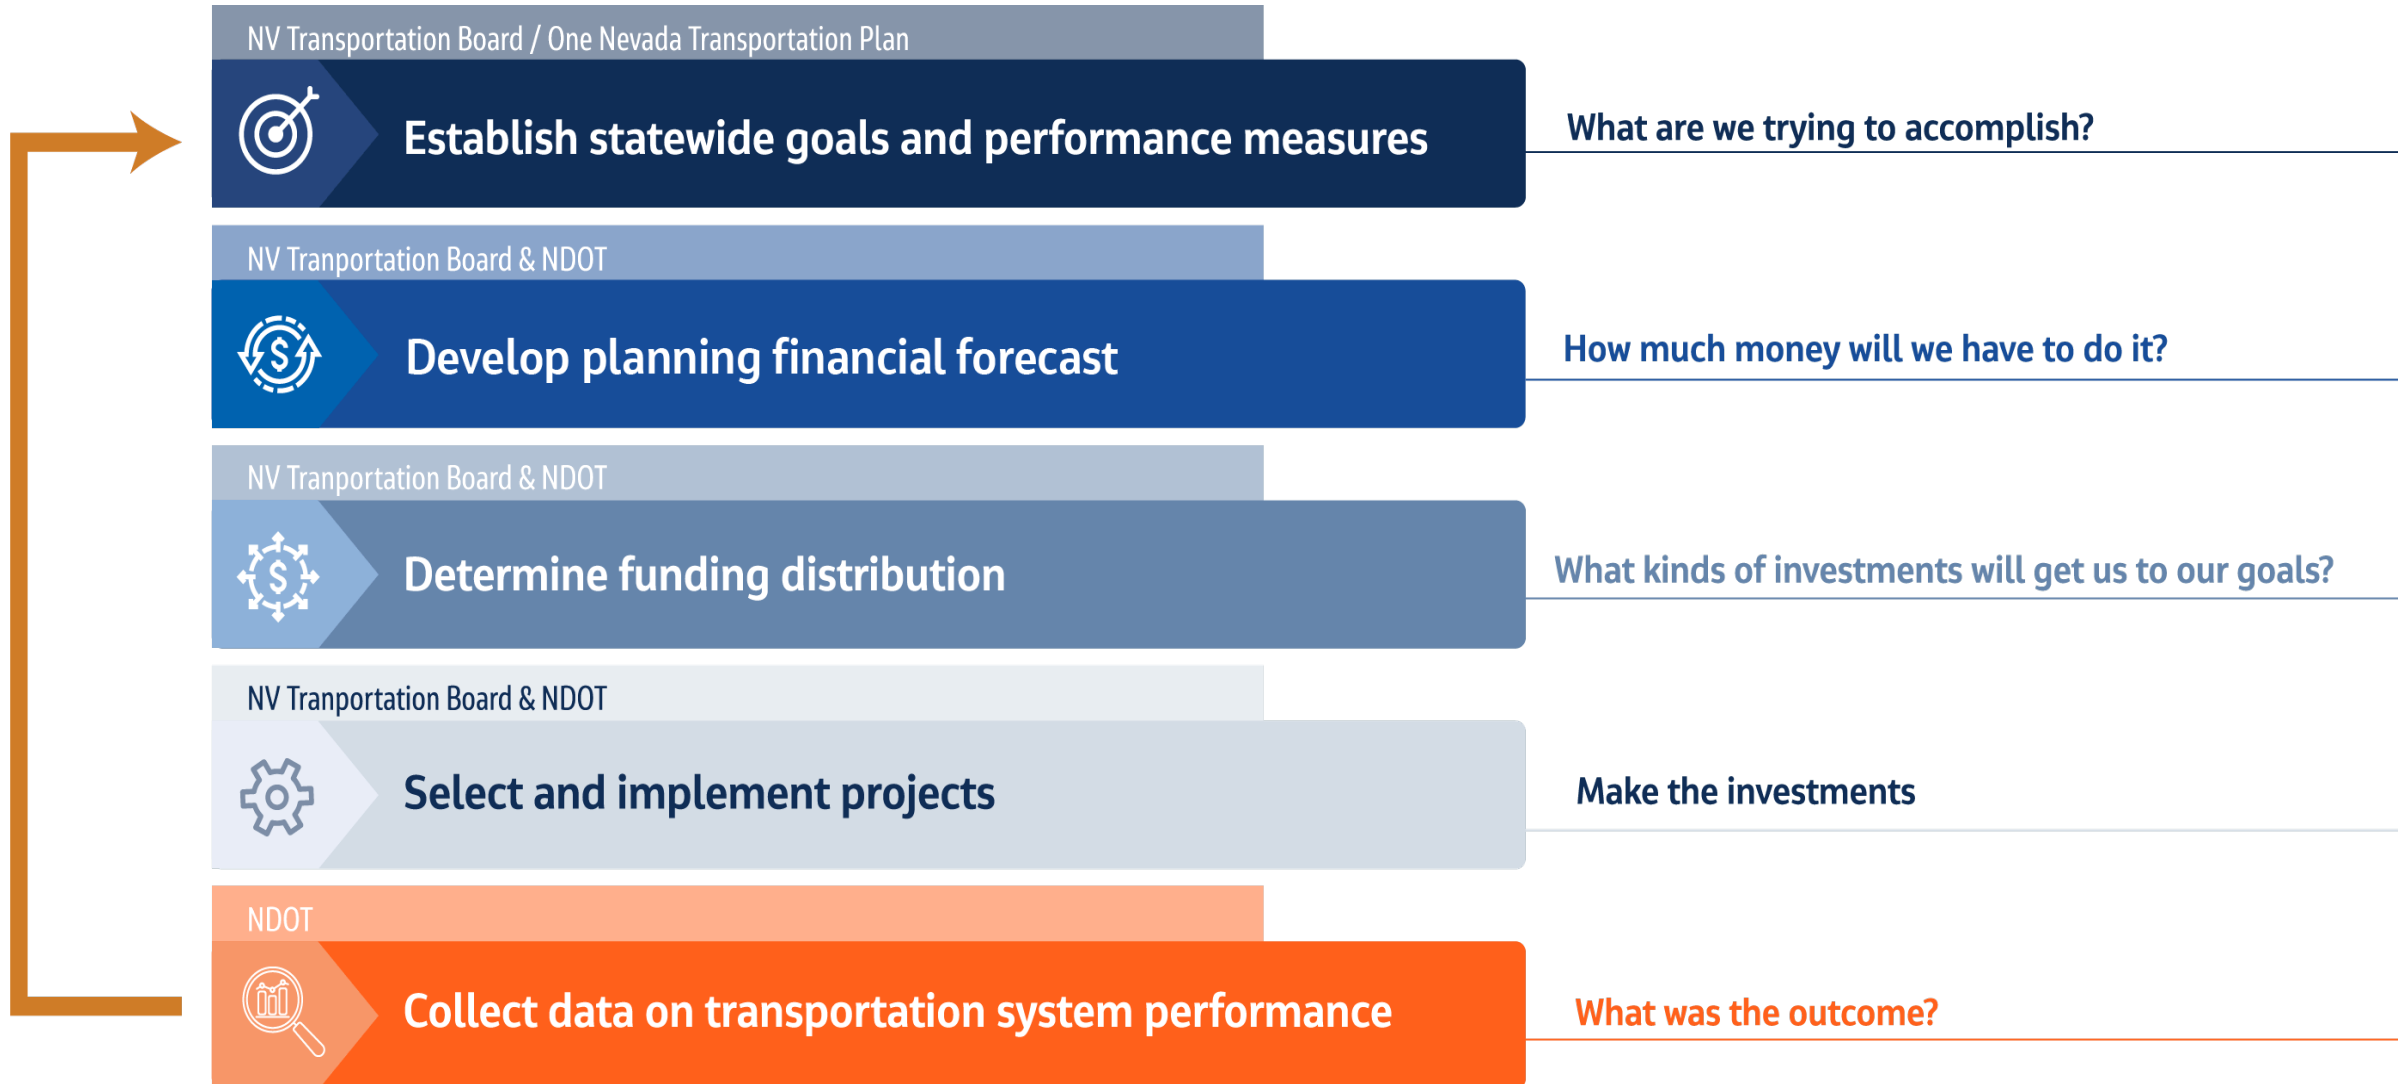 NV Transportation Board / One Nevada Transportation Plan
Establish statewide goals and performance measures
What are we trying to accomplish?
NV Tranportation Board & NDOT
Develop planning financial forecast
How much money will we have to do it?
NV Tranportation Board & NDOT
Determine funding distribution
What kinds of investments will get us to our goals?
NV Tranportation Board & NDOT
Select and implement projects
Make the investments
NDOT
Collect data on transportation system performance
What was the outcome?